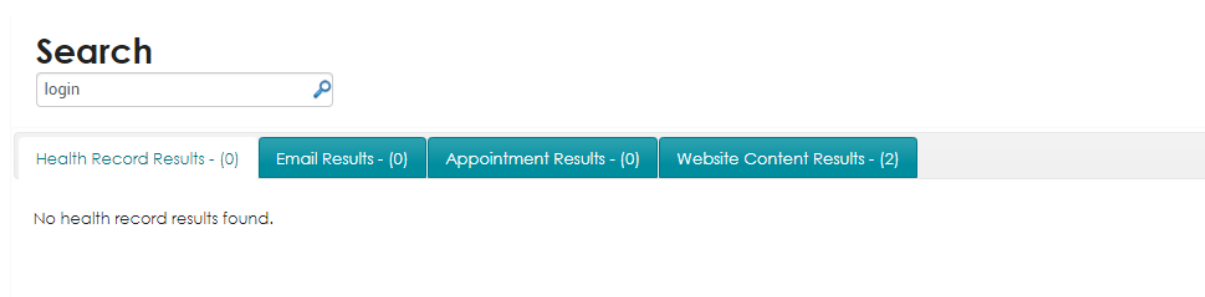 Search
login
Health Record Results - (0) Email Results - (0) Appointment Results - (0) Website Content Results - (2)
No health record results found.